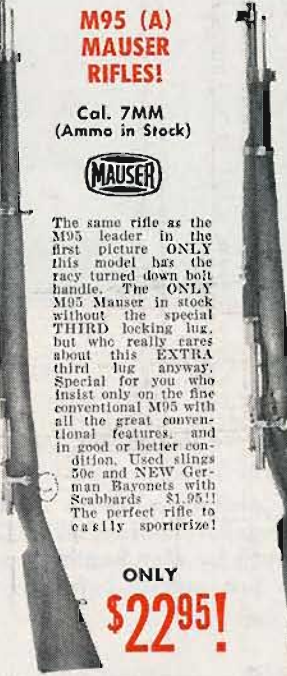 M95 (A)
MAUSER
RIFLES!
Cal. 7MM
(Ammo in Stock)
MAUSER
The same rifle as the
M95 leader in the
first picture ONLY
this model has the
racy turned down bolt
handle. The ONLY
M95 Mauser in stock
without the special
THIRD locking lug,
but who really cares
about this EXTRA
third lug anyway.
Special for you who
insist only on the fine
conventional M95 with
all the great conven-
tional features, and
in good or better con-
dition. Used slings
50c and NEW Ger-
man Bayonets with
Scabbards $1.95!!
The perfect rifle to
easily sporterize!
ONLY
$22.95!